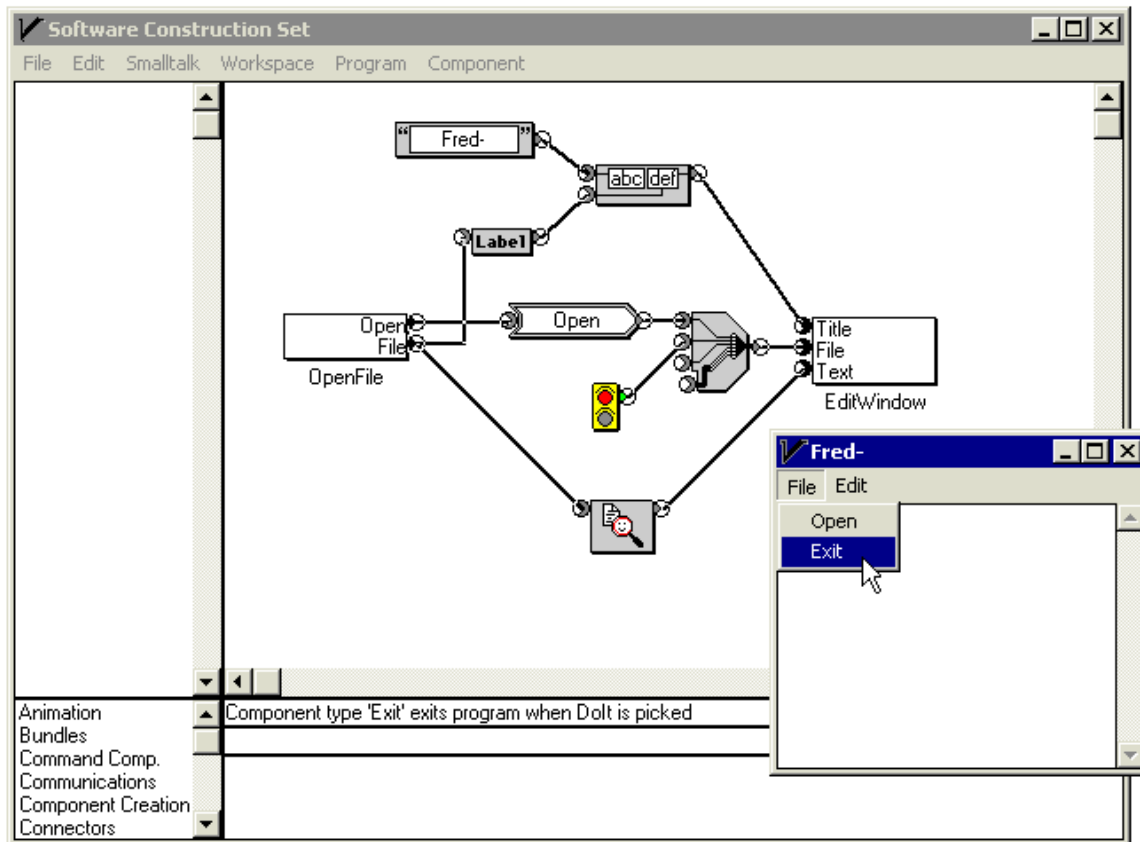 Software Construction Set
File Edit Smalltalk Workspace Program Component
“ Fred- ”
abc def
Label
Open
File
OpenFile
Open
Title
File
Text
EditWindow
Fred-
File Edit
Open
Exit
Animation
Bundles
Command Comp.
Communications
Component Creation
Connectors
Component type 'Exit' exits program when DoIt is picked